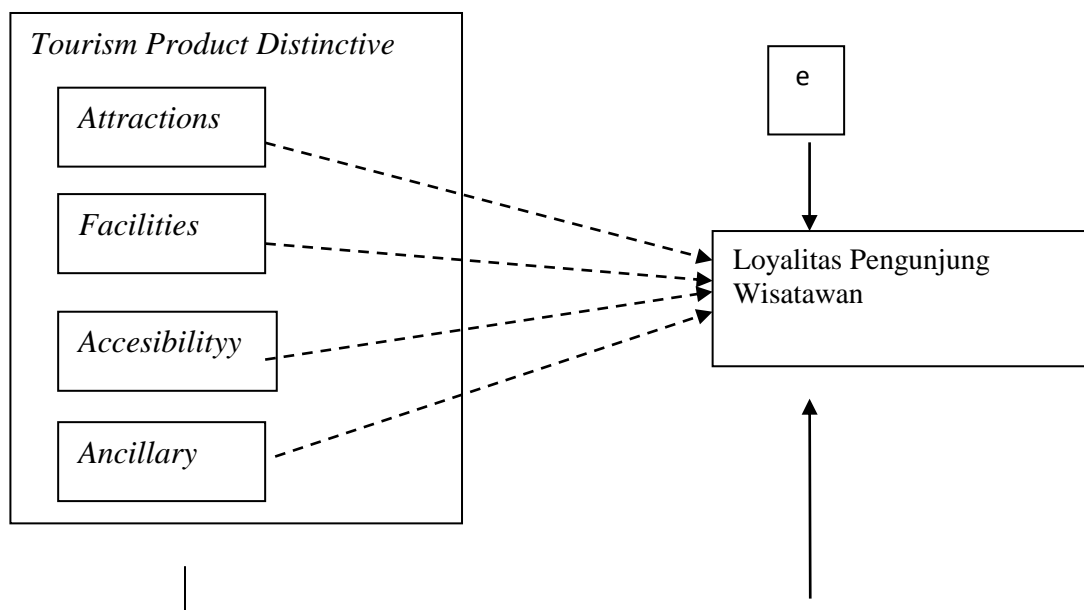 Tourism Product Distinctive
e
Attractions
Facilities
Loyalitas Pengunjung
Wisatawan
Accesibilityy
Ancillary